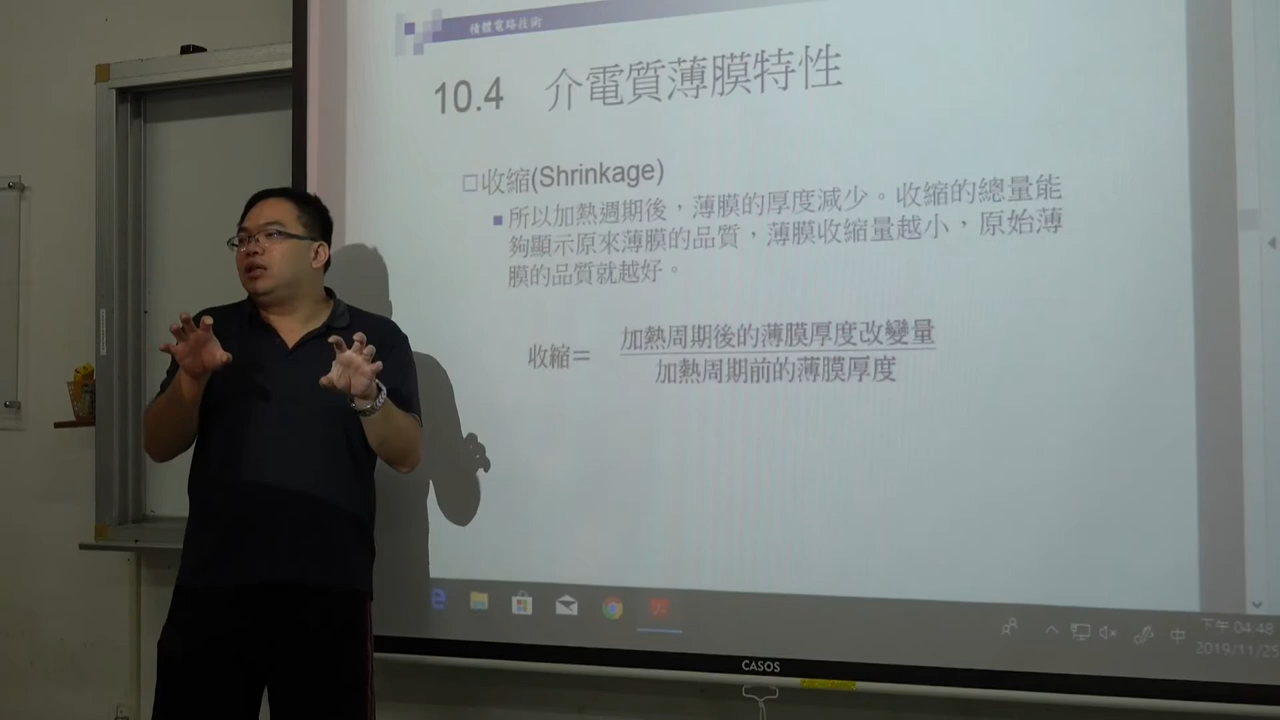 積體電路技術
10.4 介電質薄膜特性
收縮(Shrinkage)
所以加熱週期後，薄膜的厚度減少。收縮的總量能
夠顯示原來薄膜的品質，薄膜收縮量越小，原始薄
膜的品質就越好。
收縮＝
加熱周期後的薄膜厚度改變量
加熱周期前的薄膜厚度
中
下午 04:48
2019/11/25
CASOS